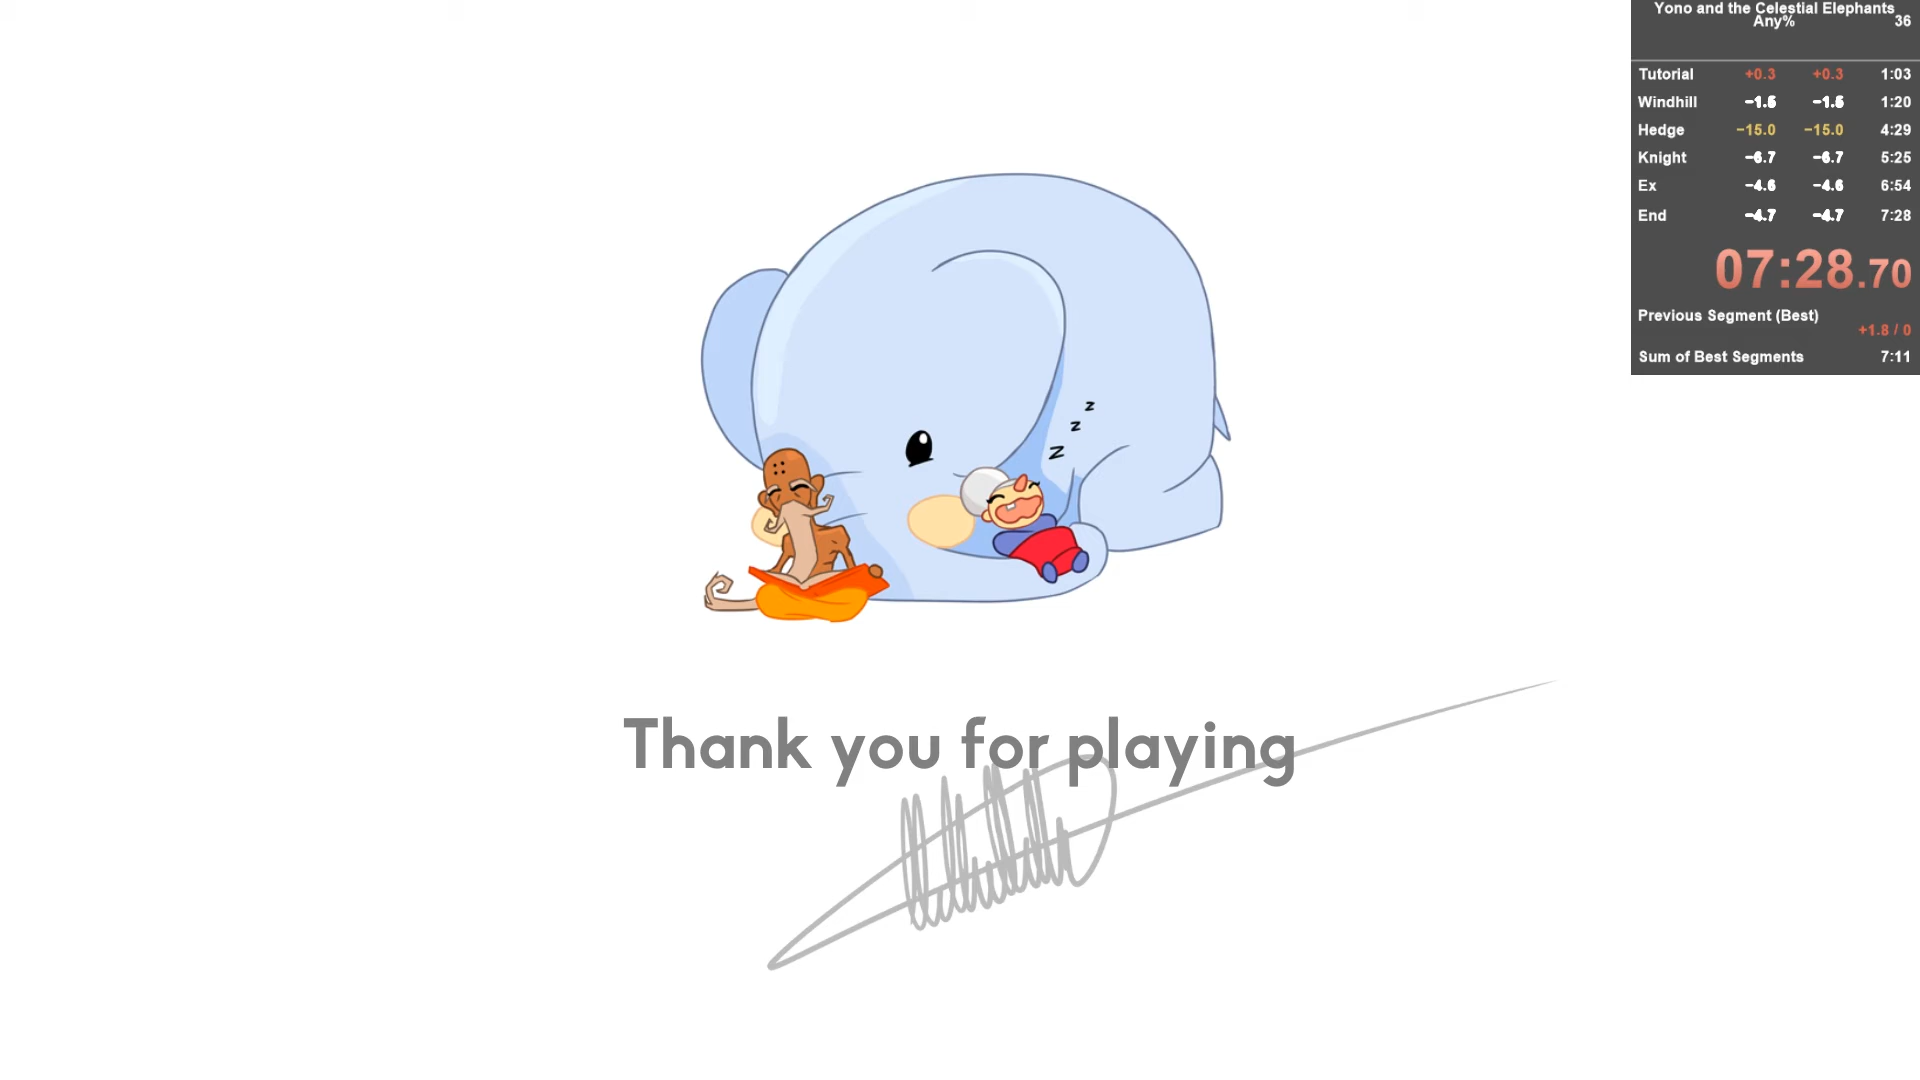 Yono and the Celestial Elephants
Any% 36
Tutorial +0.3 +0.3 1:03
Windhill −1.5 −1.5 1:20
Hedge −15.0 −15.0 4:29
Knight −6.7 −6.7 5:25
Ex −4.6 −4.6 6:54
End −4.7 −4.7 7:28
07:28.70
Previous Segment (Best)
+1.8 / 0
Sum of Best Segments 7:11
z
z
z
Thank you for playing